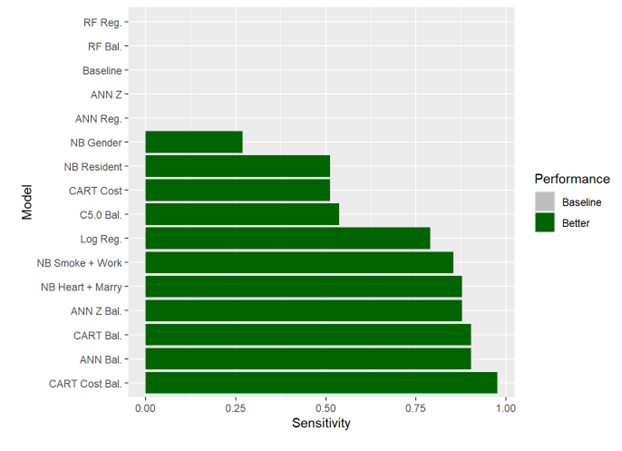 RF Reg.
RF Bal.
Baseline
ANN Z
ANN Reg.
NB Gender
NB Resident
CART Cost
C5.0 Bal.
Log Reg.
NB Smoke + Work
NB Heart + Marry
ANN Z Bal.
CART Bal.
ANN Bal.
CART Cost Bal.
Model
0.00 0.25 0.50 0.75 1.00
Sensitivity
Performance
Baseline
Better